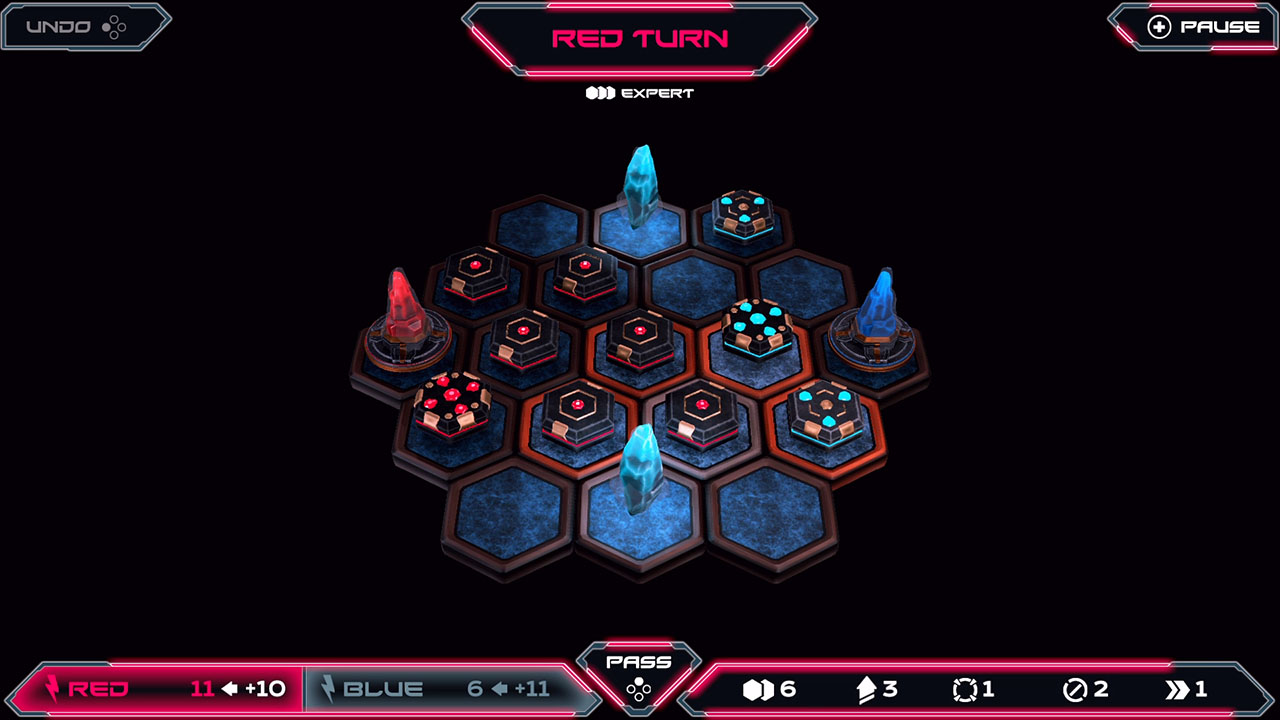 UNDO
RED TURN
PAUSE
EXPERT
RED 11 +10
BLUE 6 +11
PASS
6 3 1 2 1